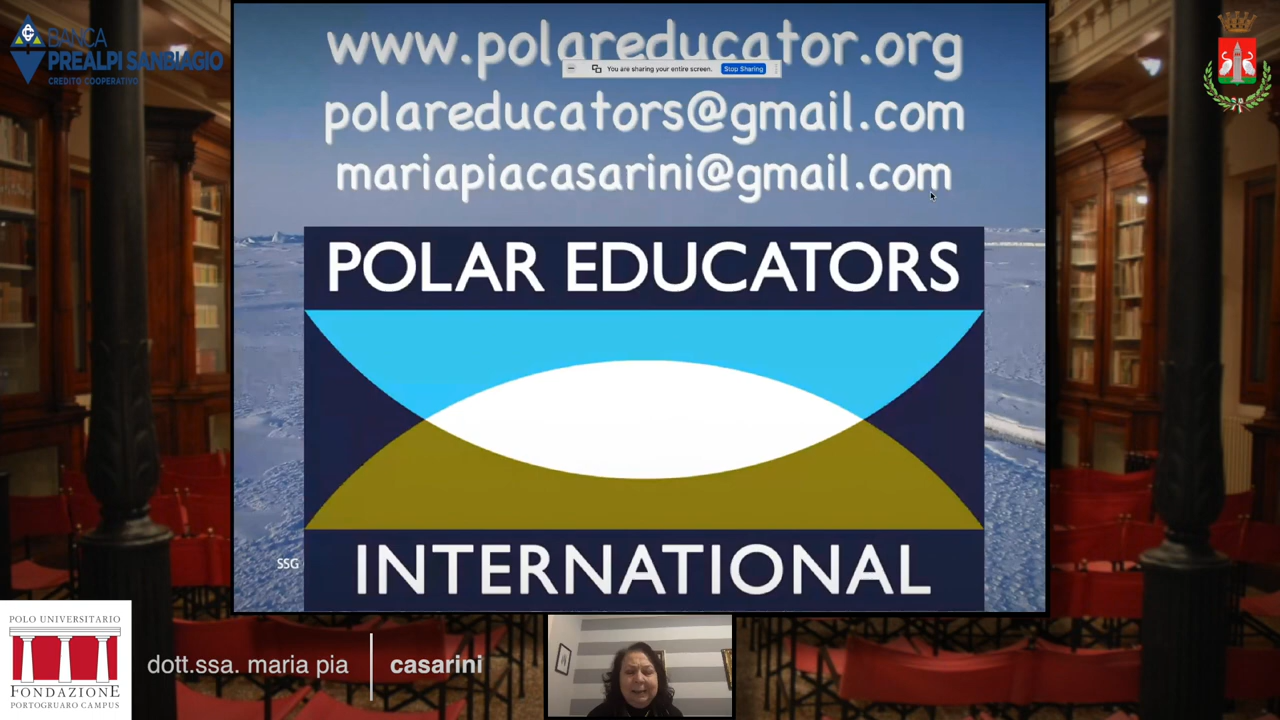 BANCA
PREALPI SANBIAGIO
CREDITO COOPERATIVO
www.polareducator.org
You are sharing your entire screen.
Stop Sharing
polareducators@gmail.com
mariapiacasarini@gmail.com
POLAR EDUCATORS
INTERNATIONAL
SSG
POLO UNIVERSITARIO
FONDAZIONE
PORTOGRUARO CAMPUS
dott.ssa. maria pia
casarini